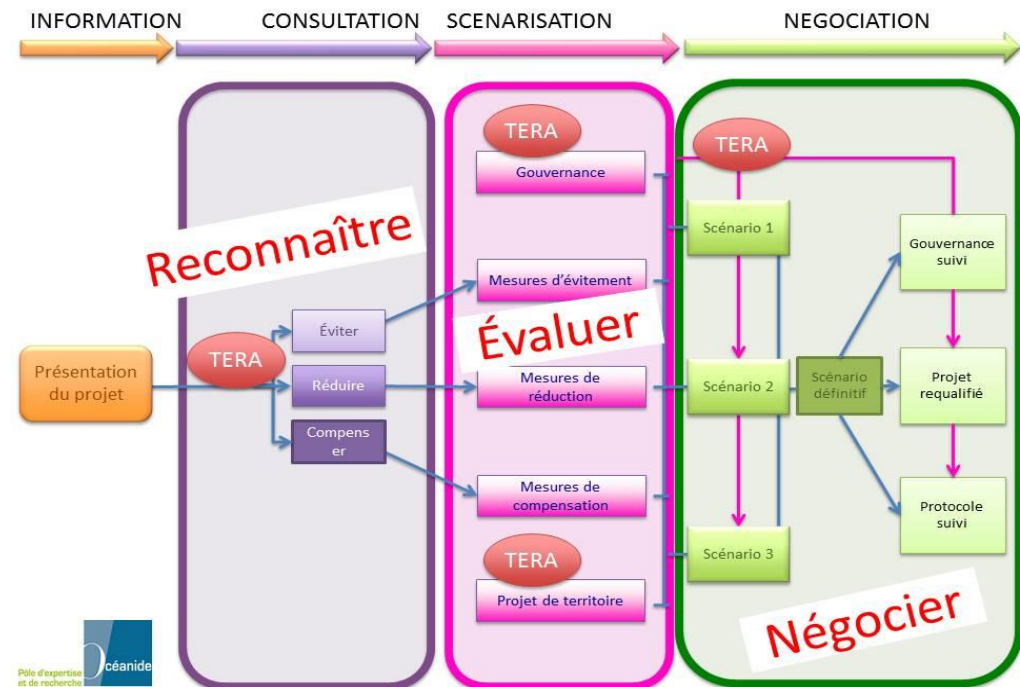 INFORMATION
CONSULTATION
SCENARISATION
NEGOCIATION
TERA
TERA
Gouvernance
Scénario 1
Reconnaître
Gouvernance
suivi
Mesures d'évitement
Éviter
Évaluer
TERA
Présentation
du projet
Réduire
Mesures de
réduction
Scénario 2
Scénario
définitif
Projet
requalifié
Compens
er
Mesures de
compensation
Protocole
suivi
TERA
Scénario 3
Projet de territoire
Négocier
Océanide
Pôle d'expertise
et de recherche